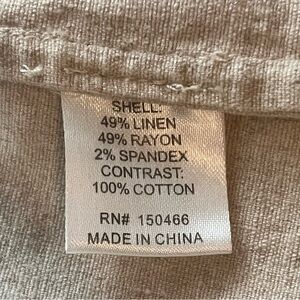 SHELL:
49% LINEN
49% RAYON
2% SPANDEX
CONTRAST:
100% COTTON
RN# 150466
MADE IN CHINA